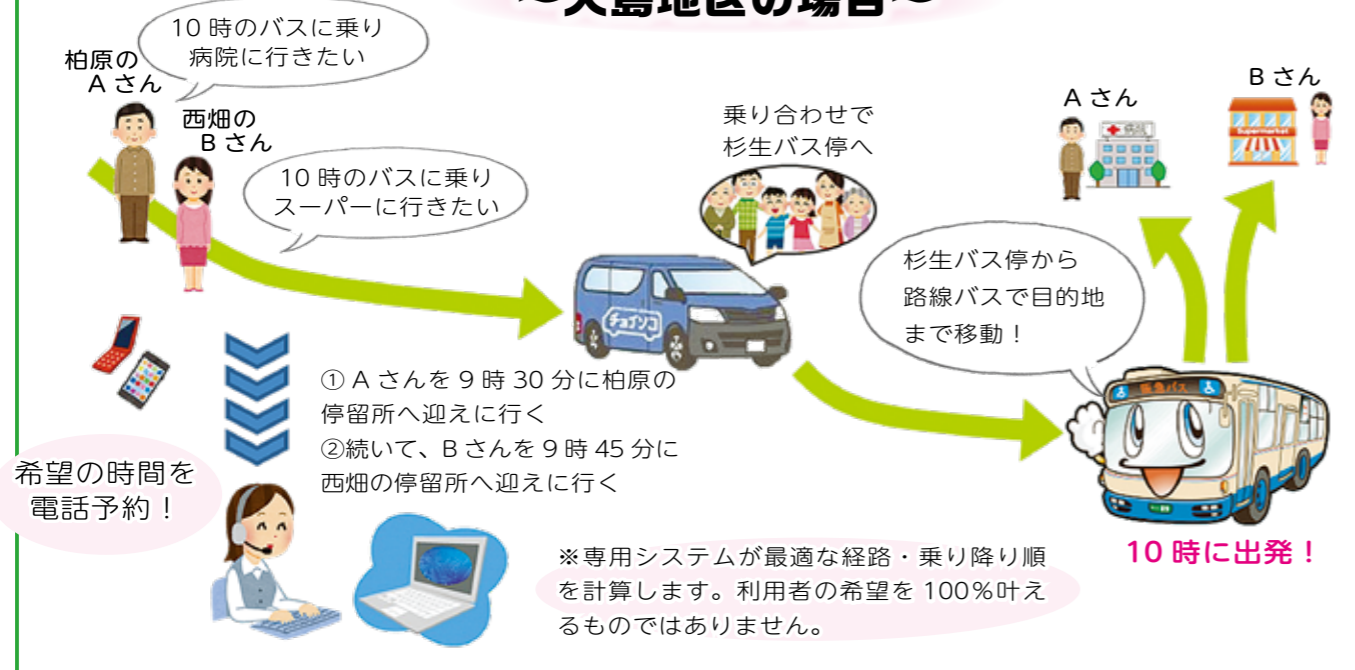 〜大島地区の場合〜
10 時のバスに乗り
病院に行きたい
柏原の
A さん
西畑の
B さん
10 時のバスに乗り
スーパーに行きたい
乗り合わせで
杉生バス停へ
チョイソコ
A さん
病院
B さん
Supermarket
杉生バス停から
路線バスで目的地
まで移動！
阪急バス
10 時に出発！
① A さんを 9 時 30 分に柏原の
停留所へ迎えに行く
②続いて、B さんを 9 時 45 分に
西畑の停留所へ迎えに行く
希望の時間を
電話予約！
※専用システムが最適な経路・乗り降り順
を計算します。利用者の希望を 100％叶え
るものではありません。